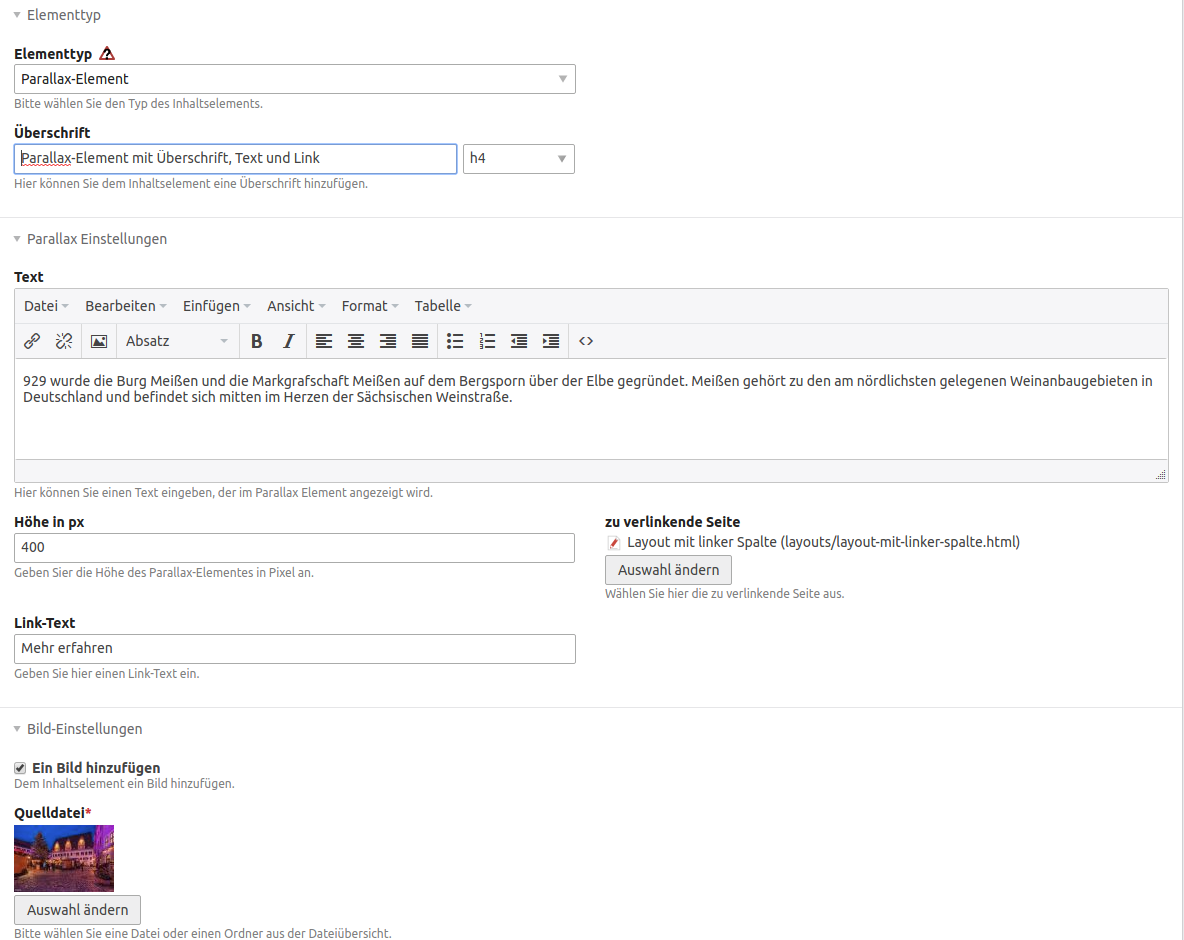 Elementtyp
Elementtyp
Parallax-Element
Bitte wählen Sie den Typ des Inhaltselements.
Überschrift
Parallax-Element mit Überschrift, Text und Link
h4
Hier können Sie dem Inhaltselement eine Überschrift hinzufügen.
Parallax Einstellungen
Text
Datei Bearbeiten Einfügen Ansicht Format Tabelle
Absatz B I
929 wurde die Burg Meißen und die Markgrafschaft Meißen auf dem Bergsporn über der Elbe gegründet. Meißen gehört zu den am nördlichsten gelegenen Weinanbaugebieten in
Deutschland und befindet sich mitten im Herzen der Sächsischen Weinstraße.
Hier können Sie einen Text eingeben, der im Parallax Element angezeigt wird.
Höhe in px
400
Geben Sier die Höhe des Parallax-Elementes in Pixel an.
zu verlinkende Seite
Layout mit linker Spalte (layouts/layout-mit-linker-spalte.html)
Auswahl ändern
Wählen Sie hier die zu verlinkende Seite aus.
Link-Text
Mehr erfahren
Geben Sie hier einen Link-Text ein.
Bild-Einstellungen
Ein Bild hinzufügen
Dem Inhaltselement ein Bild hinzufügen.
Quelldatei*
Auswahl ändern
Bitte wählen Sie eine Datei oder einen Ordner aus der Dateiübersicht.